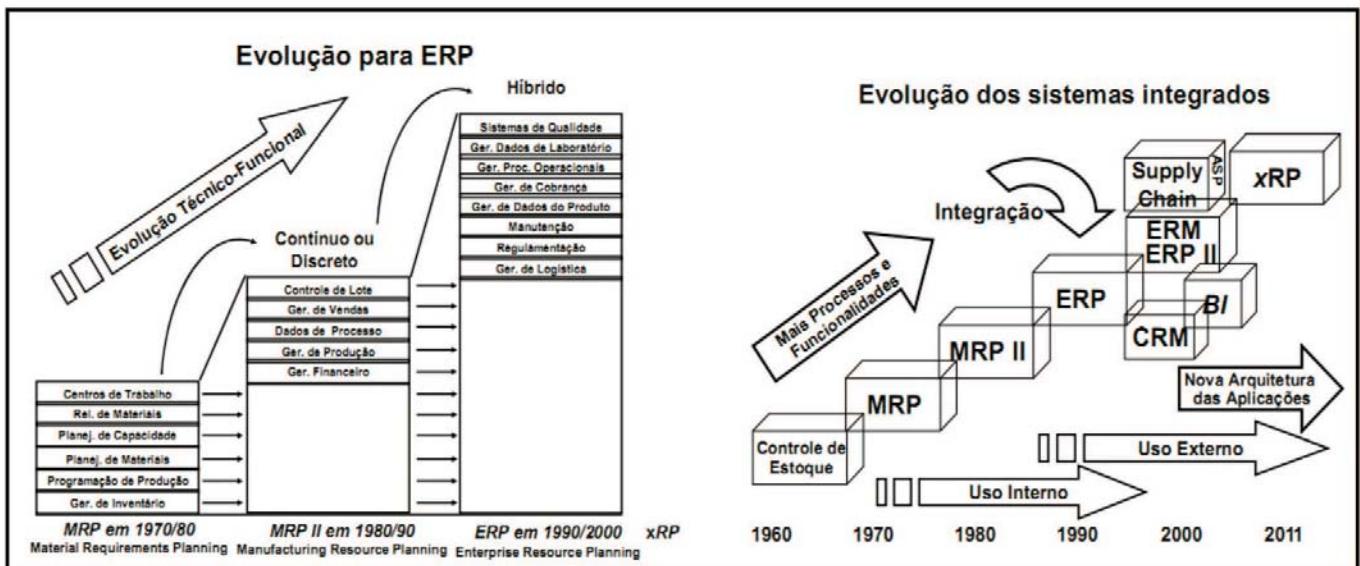 Evolução para ERP
Evolução Técnico-Funcional
Híbrido
Sistemas de Qualidade
Ger. Dados de Laboratório
Ger. Proc. Operacionais
Ger. de Cobrança
Ger. de Dados do Produto
Manutenção
Regulamentação
Ger. de Logística
Continuo ou
Discreto
Controle de Lote
Ger. de Vendas
Dados de Processo
Ger. de Produção
Ger. Financeiro
Centros de Trabalho
Rel. de Materiais
Planej. de Capacidade
Planej. de Materiais
Programação de Produção
Ger. de Inventário
MRP em 1970/80
Material Requirements Planning
MRP II em 1980/90
Manufacturing Resource Planning
ERP em 1990/2000
Enterprise Resource Planning
xRP
Evolução dos sistemas integrados
Mais Processos e
Funcionalidades
Integração
Supply
Chain
ASP
xRP
ERM
ERP II
ERP
BI
CRM
MRP II
MRP
Controle de
Estoque
Nova Arquitetura
das Aplicações
Uso Externo
Uso Interno
1960 1970 1980 1990 2000 2011